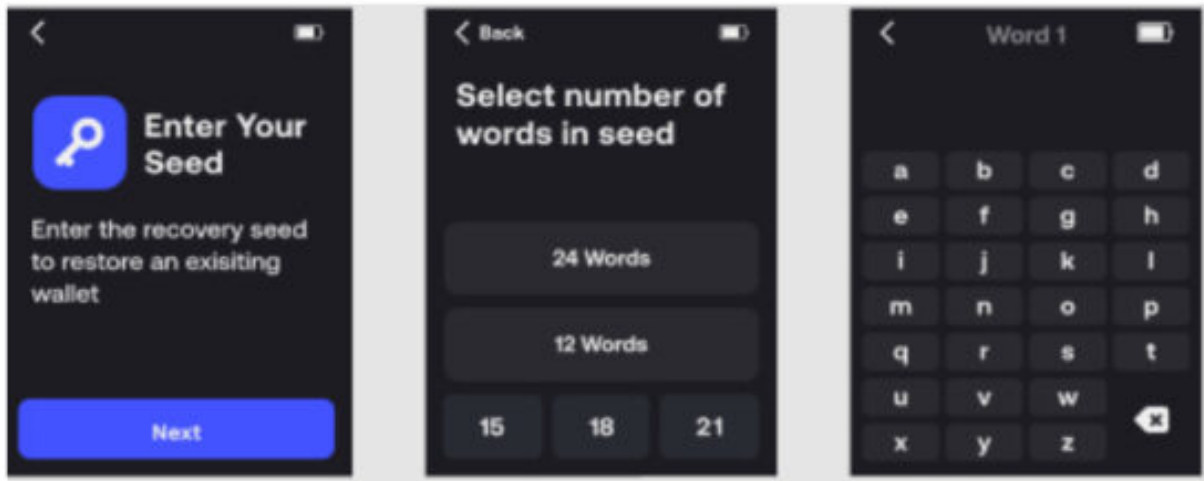 Enter Your
Seed
Enter the recovery seed
to restore an exisiting
wallet
Next
Back
Select number of
words in seed
24 Words
12 Words
15 18 21
Word 1
a b c d
e f g h
i j k l
m n o p
q r s t
u v w
x y z